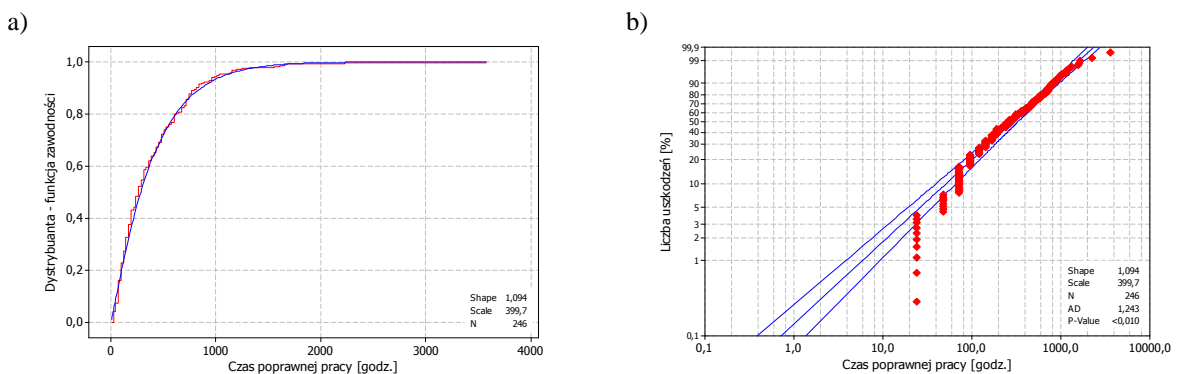 a)
1,0
0,8
0,6
0,4
0,2
0,0
Dystrybuanta - funkcja zawodności
0
1000
2000
3000
4000
Czas poprawnej pracy [godz.]
Shape 1,094
Scale 399,7
N 246
b)
99,9
99
90
80
70
60
50
40
30
20
10
5
3
2
1
0,1
Liczba uszkodzeń [%]
0,1
1,0
10,0
100,0
1000,0
10000,0
Czas poprawnej pracy [godz.]
Shape 1,094
Scale 399,7
N 246
AD 1,243
P-Value <0,010